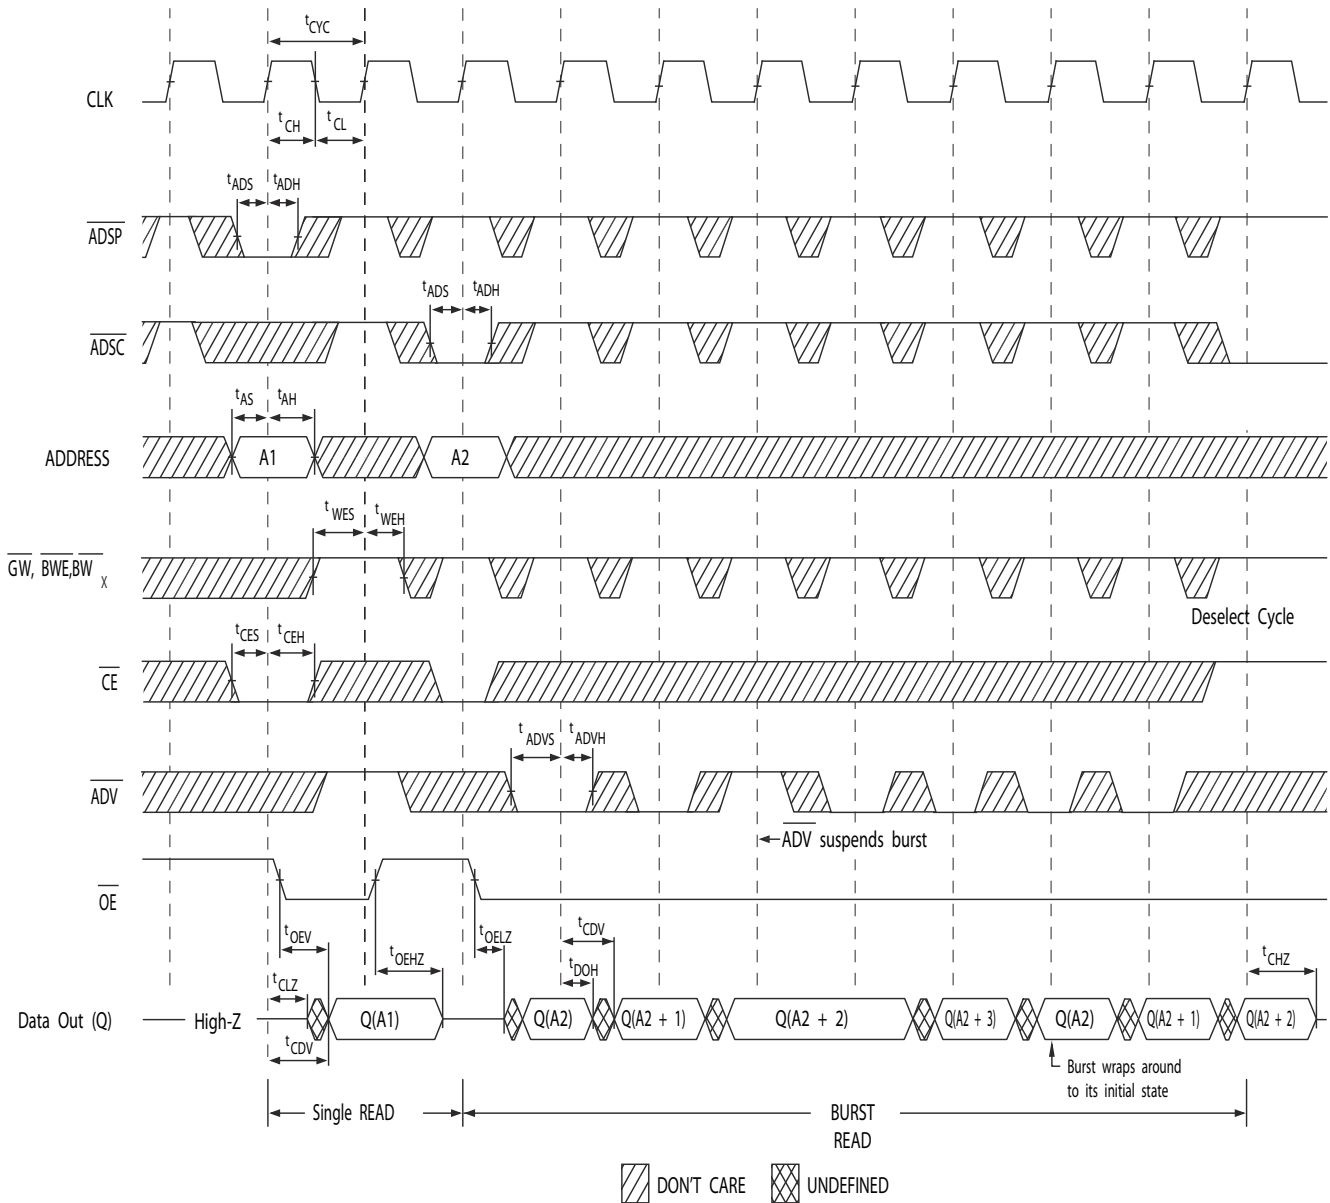 tCYC
CLK
tCH
tCL
tADS
tADH
ADSP
tADS
tADH
ADSC
tAS
tAH
ADDRESS
A1
A2
tWES
tWEH
GW, BWE,BW X
Deselect Cycle
tCES
tCEH
CE
tADVS
tADVH
ADV
ADV suspends burst
OE
tOEV
tOEHZ
tOELZ
tCDV
tCLZ
tDOH
tCHZ
Data Out (Q)
High-Z
Q(A1)
Q(A2)
Q(A2 + 1)
Q(A2 + 2)
Q(A2 + 3)
Q(A2)
Q(A2 + 1)
Q(A2 + 2)
tCDV
Burst wraps around
to its initial state
Single READ
BURST
READ
DON'T CARE
UNDEFINED